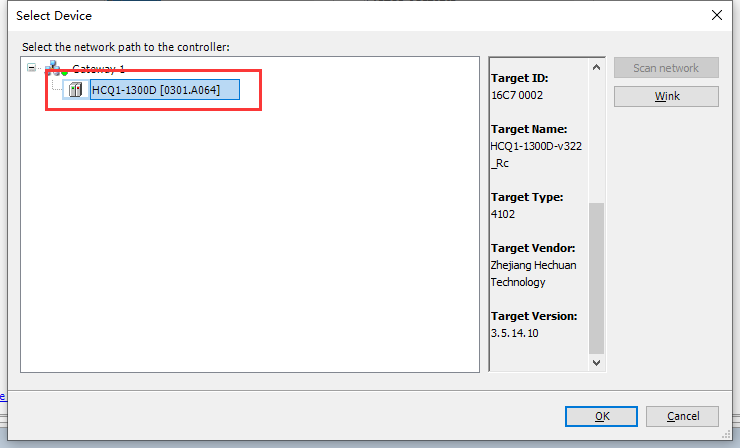 Select Device
Select the network path to the controller:
Gateway-1
HCQ1-1300D [0301.A064]
Target ID:
16C7 0002
Target Name:
HCQ1-1300D-v322
_Rc
Target Type:
4102
Target Vendor:
Zhejiang Hechuan
Technology
Target Version:
3.5.14.10
Scan network
Wink
OK
Cancel